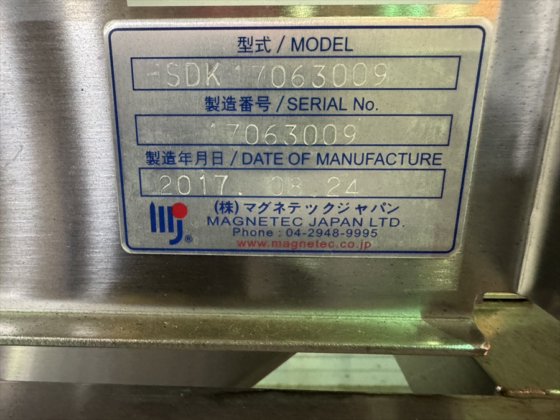 型式 / MODEL
SDK17063009
製造番号 / SERIAL No.
17063009
製造年月日 / DATE OF MANUFACTURE
2017. 08.24
mj®
(株)マグネテックジャパン
MAGNETEC JAPAN LTD.
Phone : 04-2948-9995
www.magnetec.co.jp